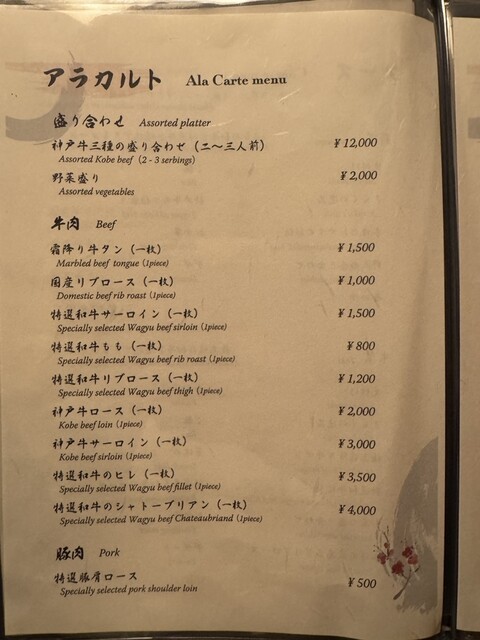 アラカルト Ala Carte menu
盛り合わせ Assorted platter
神戸牛三種の盛り合わせ（二〜三人前） ¥12,000
Assorted Kobe beef (2 - 3 serbings)
野菜盛り ¥2,000
Assorted vegetables
牛肉 Beef
霜降り牛タン（一枚） ¥1,500
Marbled beef tongue (1piece)
国産リブロース（一枚） ¥1,000
Domestic beef rib roast (1piece)
特選和牛サーロイン（一枚） ¥1,500
Specially selected Wagyu beef sirloin (1piece)
特選和牛もも（一枚） ¥800
Specially selected Wagyu beef rib roast (1piece)
特選和牛リブロース（一枚） ¥1,200
Specially selected Wagyu beef thigh (1piece)
神戸牛ロース（一枚） ¥2,000
Kobe beef loin (1piece)
神戸牛サーロイン（一枚） ¥3,000
Kobe beef sirloin (1piece)
特選和牛のヒレ（一枚） ¥3,500
Specially selected Wagyu beef fillet (1piece)
特選和牛のシャトーブリアン（一枚） ¥4,000
Specially selected Wagyu beef Chateaubriand (1piece)
豚肉 Pork
特選豚肩ロース ¥500
Specially selected pork shoulder loin